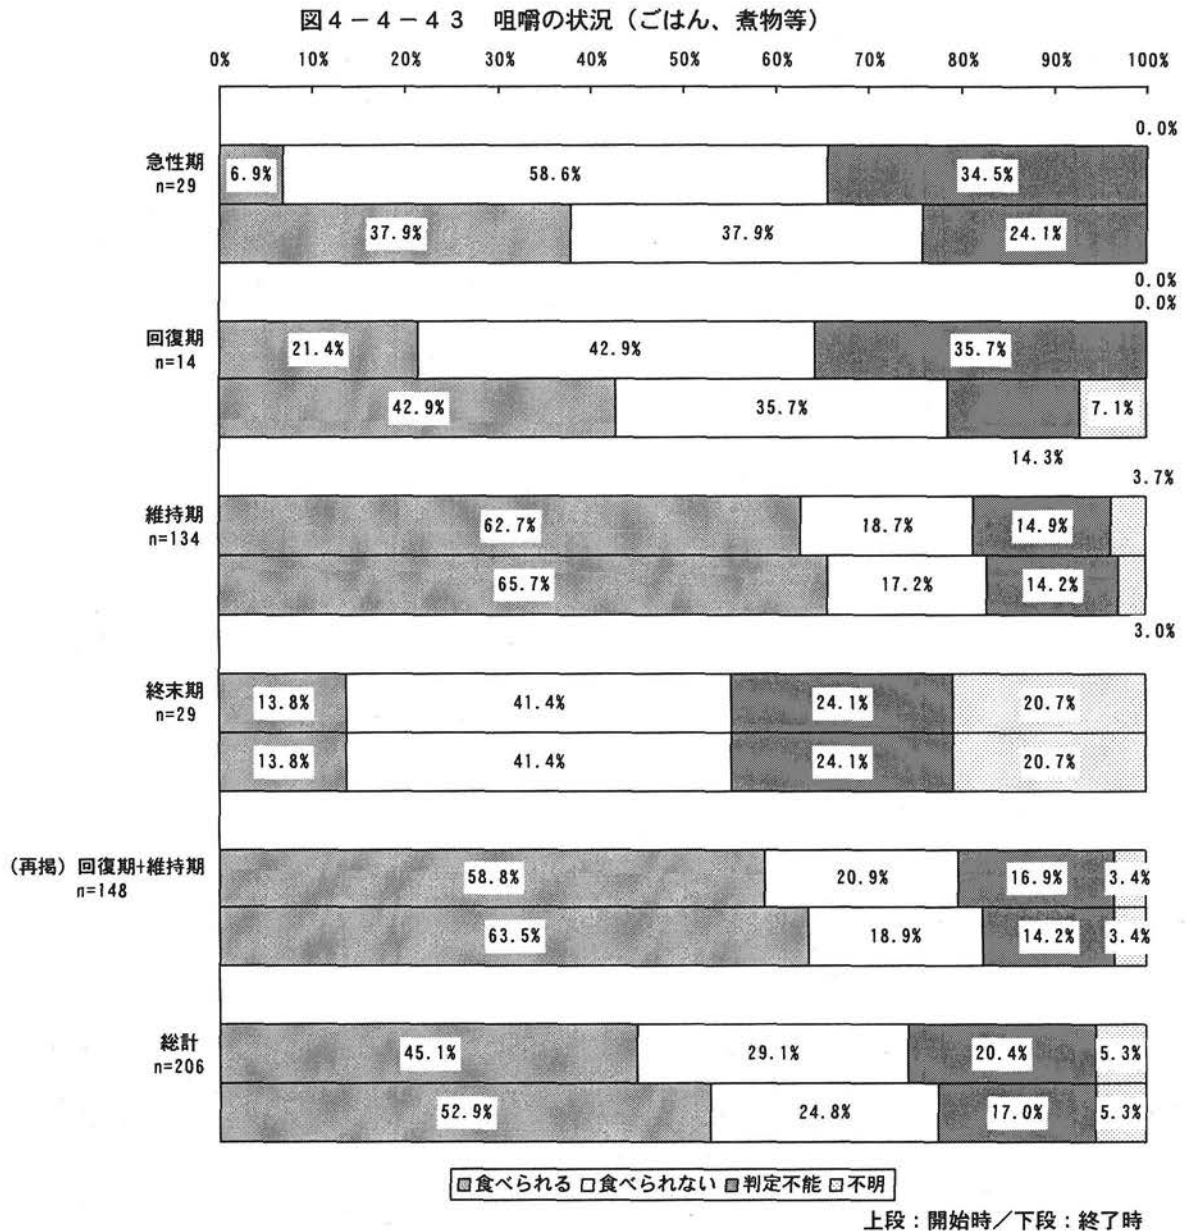 図4－4－43　咀嚼の状況（ごはん、煮物等）
0% 10% 20% 30% 40% 50% 60% 70% 80% 90% 100%
0.0%
急性期
n=29
6.9% 58.6% 34.5%
37.9% 37.9% 24.1%
0.0%
0.0%
回復期
n=14
21.4% 42.9% 35.7%
42.9% 35.7% 7.1%
14.3%
3.7%
維持期
n=134
62.7% 18.7% 14.9%
65.7% 17.2% 14.2%
3.0%
終末期
n=29
13.8% 41.4% 24.1% 20.7%
13.8% 41.4% 24.1% 20.7%
（再掲）回復期+維持期
n=148
58.8% 20.9% 16.9% 3.4%
63.5% 18.9% 14.2% 3.4%
総計
n=206
45.1% 29.1% 20.4% 5.3%
52.9% 24.8% 17.0% 5.3%
食べられる 食べられない 判定不能 不明
上段：開始時／下段：終了時